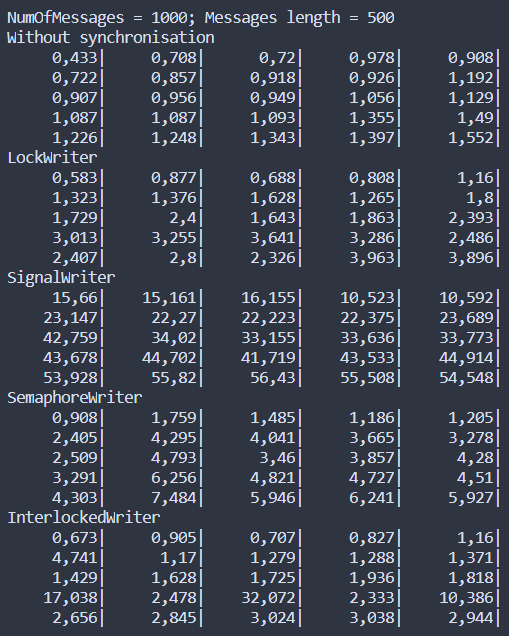 NumOfMessages = 1000; Messages length = 500
Without synchronisation
0,433| 0,708| 0,72| 0,978| 0,908|
0,722| 0,857| 0,918| 0,926| 1,192|
0,907| 0,956| 0,949| 1,056| 1,129|
1,087| 1,087| 1,093| 1,355| 1,49|
1,226| 1,248| 1,343| 1,397| 1,552|
LockWriter
0,583| 0,877| 0,688| 0,808| 1,16|
1,323| 1,376| 1,628| 1,265| 1,8|
1,729| 2,4| 1,643| 1,863| 2,393|
3,013| 3,255| 3,641| 3,286| 2,486|
2,407| 2,8| 2,326| 3,963| 3,896|
SignalWriter
15,66| 15,161| 16,155| 10,523| 10,592|
23,147| 22,27| 22,223| 22,375| 23,689|
42,759| 34,02| 33,155| 33,636| 33,773|
43,678| 44,702| 41,719| 43,533| 44,914|
53,928| 55,82| 56,43| 55,508| 54,548|
SemaphoreWriter
0,908| 1,759| 1,485| 1,186| 1,205|
2,405| 4,295| 4,041| 3,665| 3,278|
2,509| 4,793| 3,46| 3,857| 4,28|
3,291| 6,256| 4,821| 4,727| 4,51|
4,303| 7,484| 5,946| 6,241| 5,927|
InterlockedWriter
0,673| 0,905| 0,707| 0,827| 1,16|
4,741| 1,17| 1,279| 1,288| 1,371|
1,429| 1,628| 1,725| 1,936| 1,818|
17,038| 2,478| 32,072| 2,333| 10,386|
2,656| 2,845| 3,024| 3,038| 2,944|